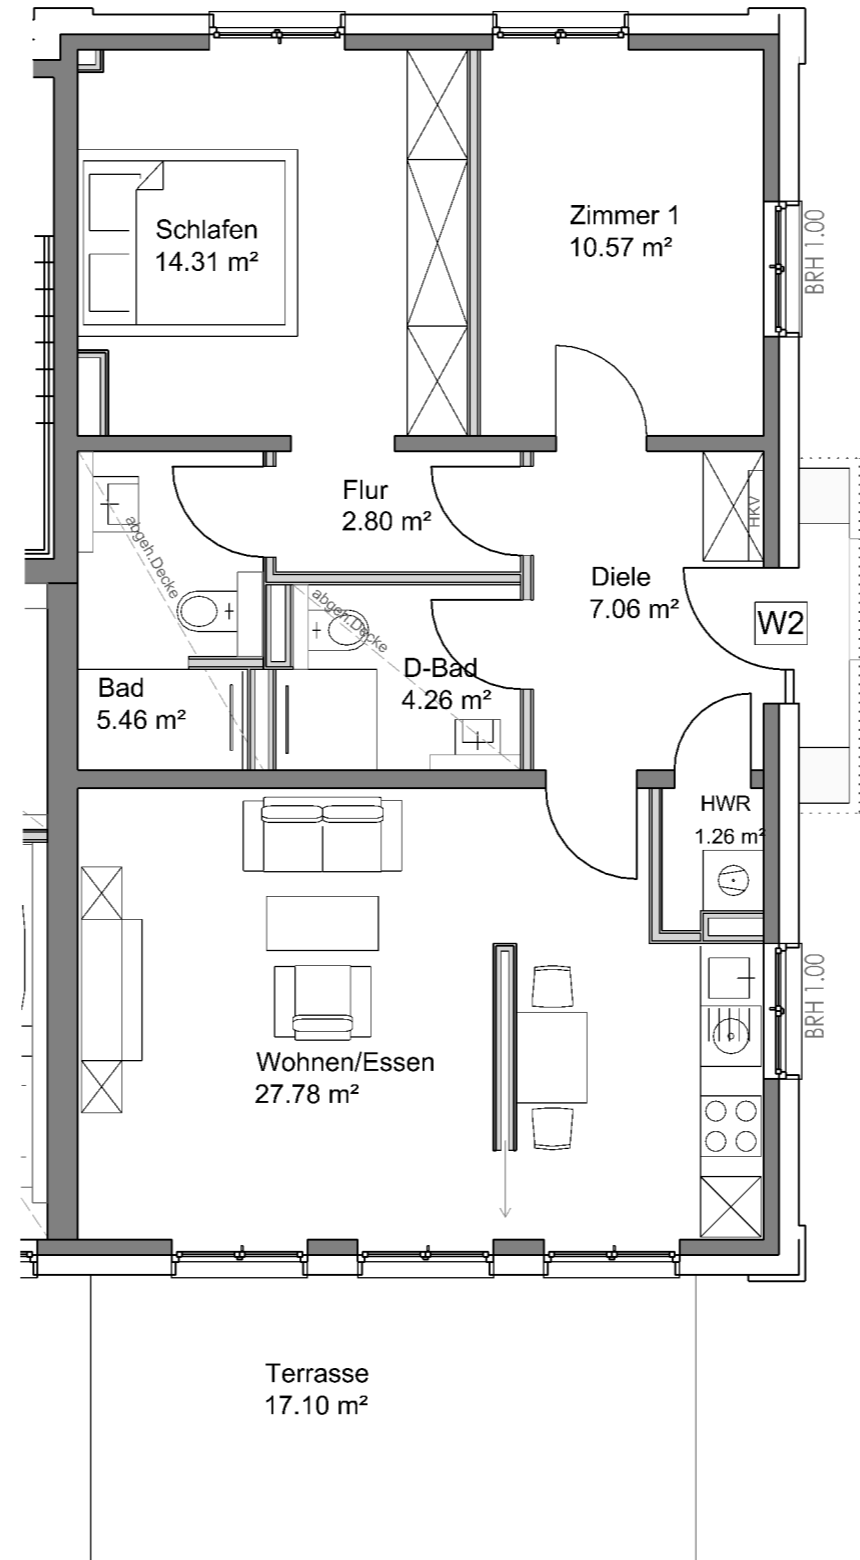 Schlafen
14.31 m²
Zimmer 1
10.57 m²
BRH 1.00
Flur
2.80 m²
HKV
abgeh.Decke
Diele
7.06 m²
W2
abgeh.Decke
D-Bad
4.26 m²
Bad
5.46 m²
HWR
1.26 m²
BRH 1.00
Wohnen/Essen
27.78 m²
Terrasse
17.10 m²